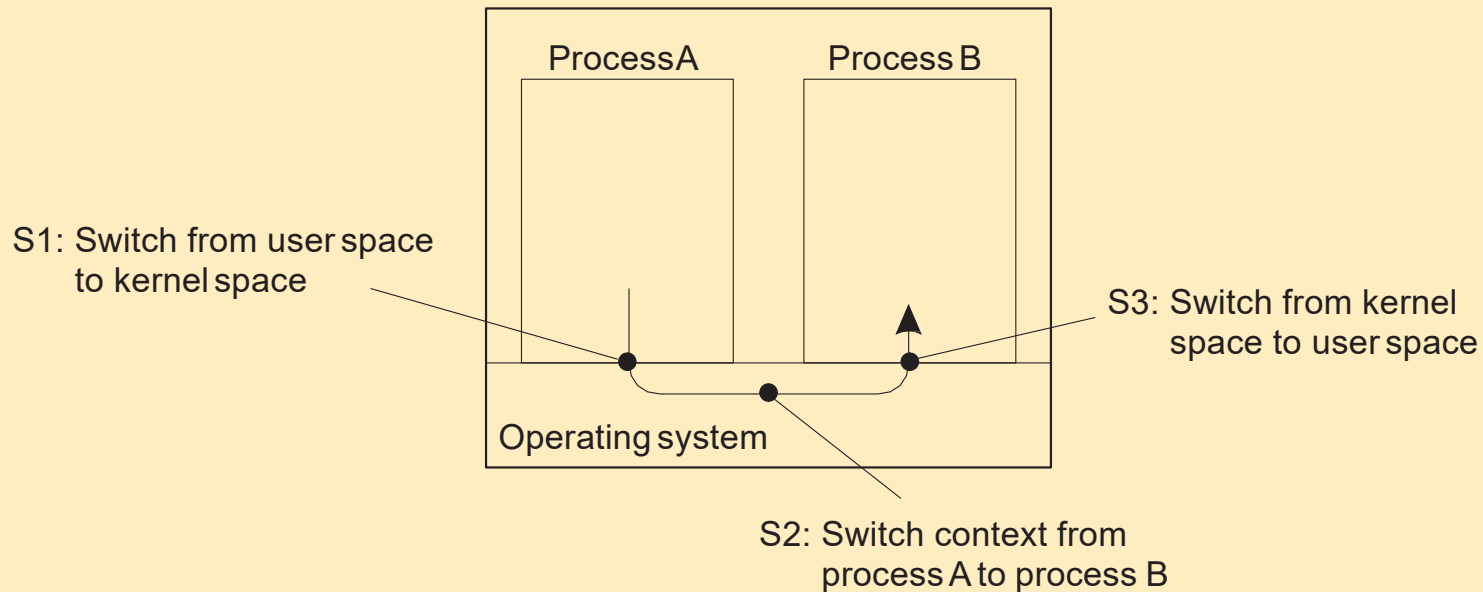 Process A
Process B
S1: Switch from user space
to kernel space
S3: Switch from kernel
space to user space
Operating system
S2: Switch context from
process A to process B